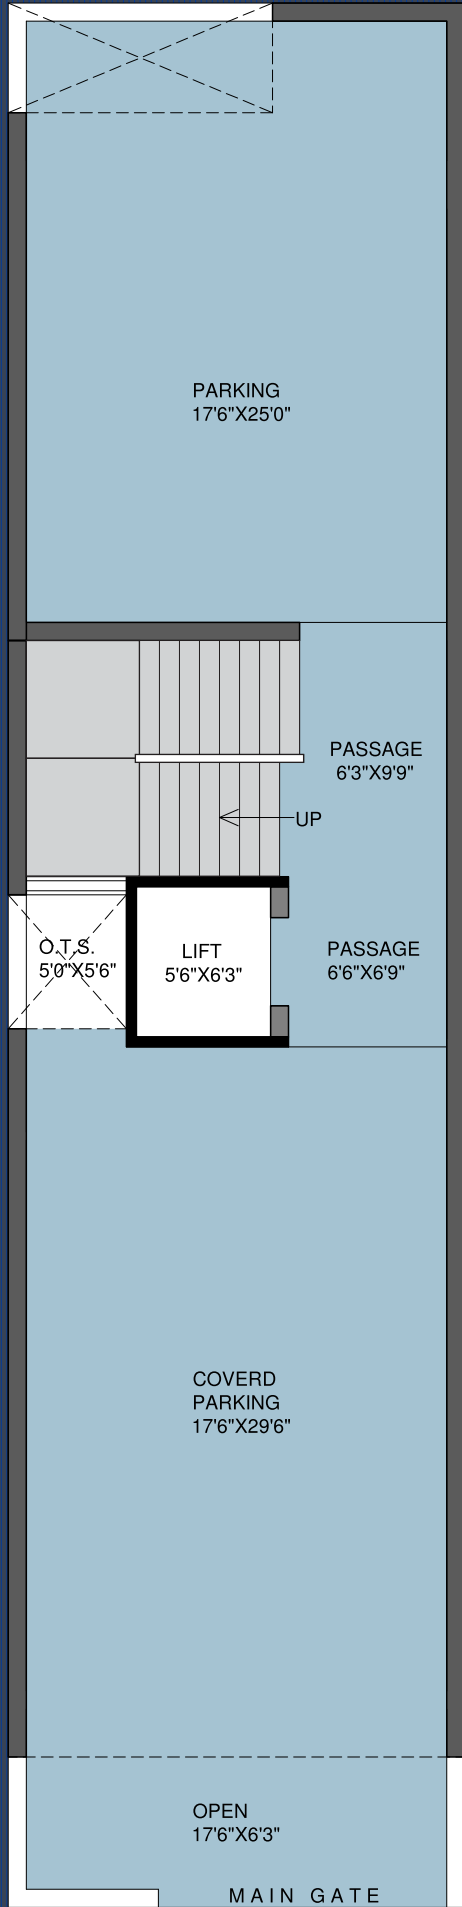 PARKING
17'6"X25'0"
PASSAGE
6'3"X9'9"
UP
O.T.S.
5'0"X5'6"
LIFT
5'6"X6'3"
PASSAGE
6'6"X6'9"
COVERD
PARKING
17'6"X29'6"
OPEN
17'6"X6'3"
MAIN GATE